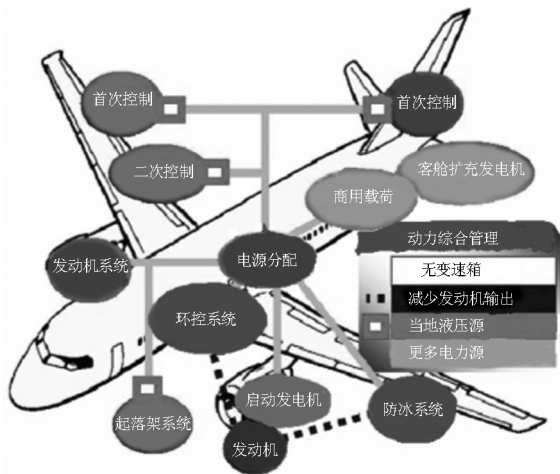 首次控制
首次控制
二次控制
客舱扩充发电机
商用载荷
发动机系统
电源分配
动力综合管理
无变速箱
减少发动机输出
当地液压源
更多电力源
环控系统
起落架系统
启动发电机
防冰系统
发动机